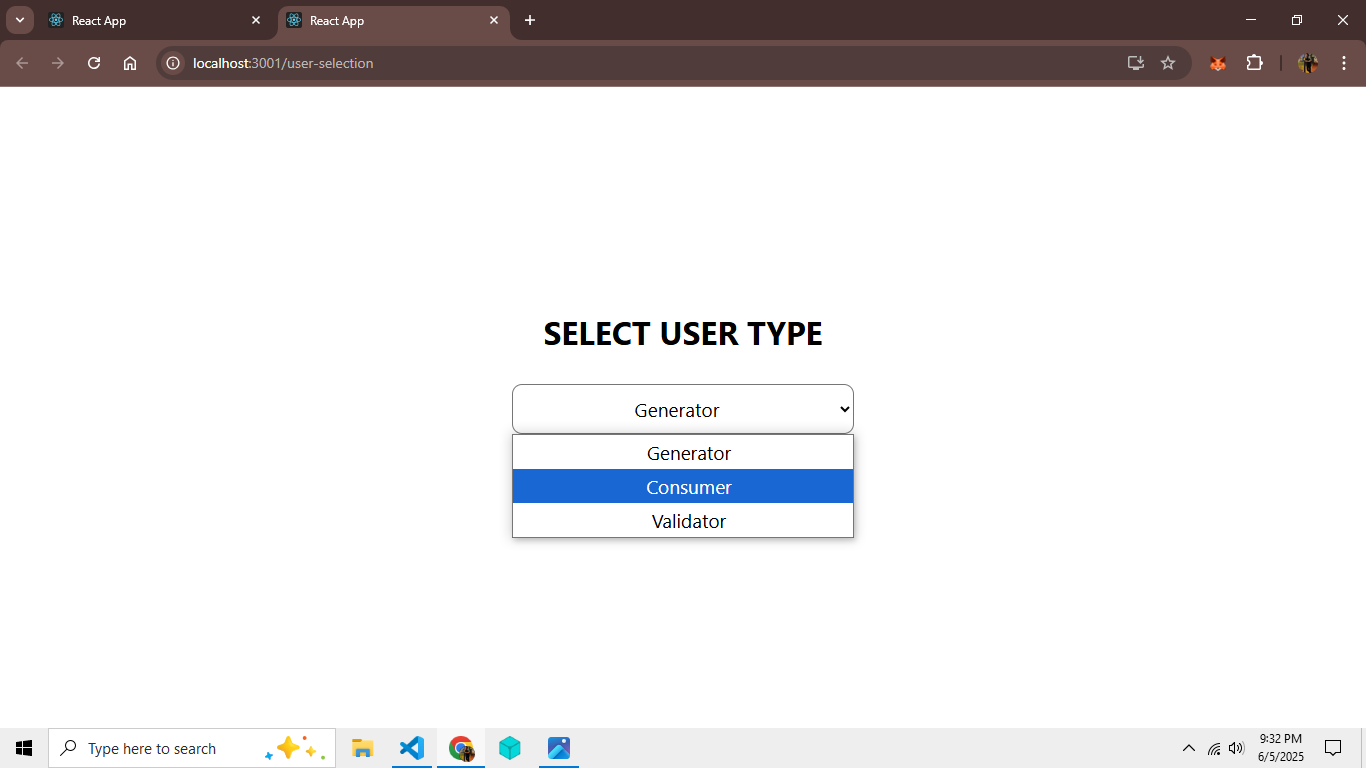 React App
React App
localhost:3001/user-selection
SELECT USER TYPE
Generator
Generator
Consumer
Validator
Type here to search
9:32 PM
6/5/2025